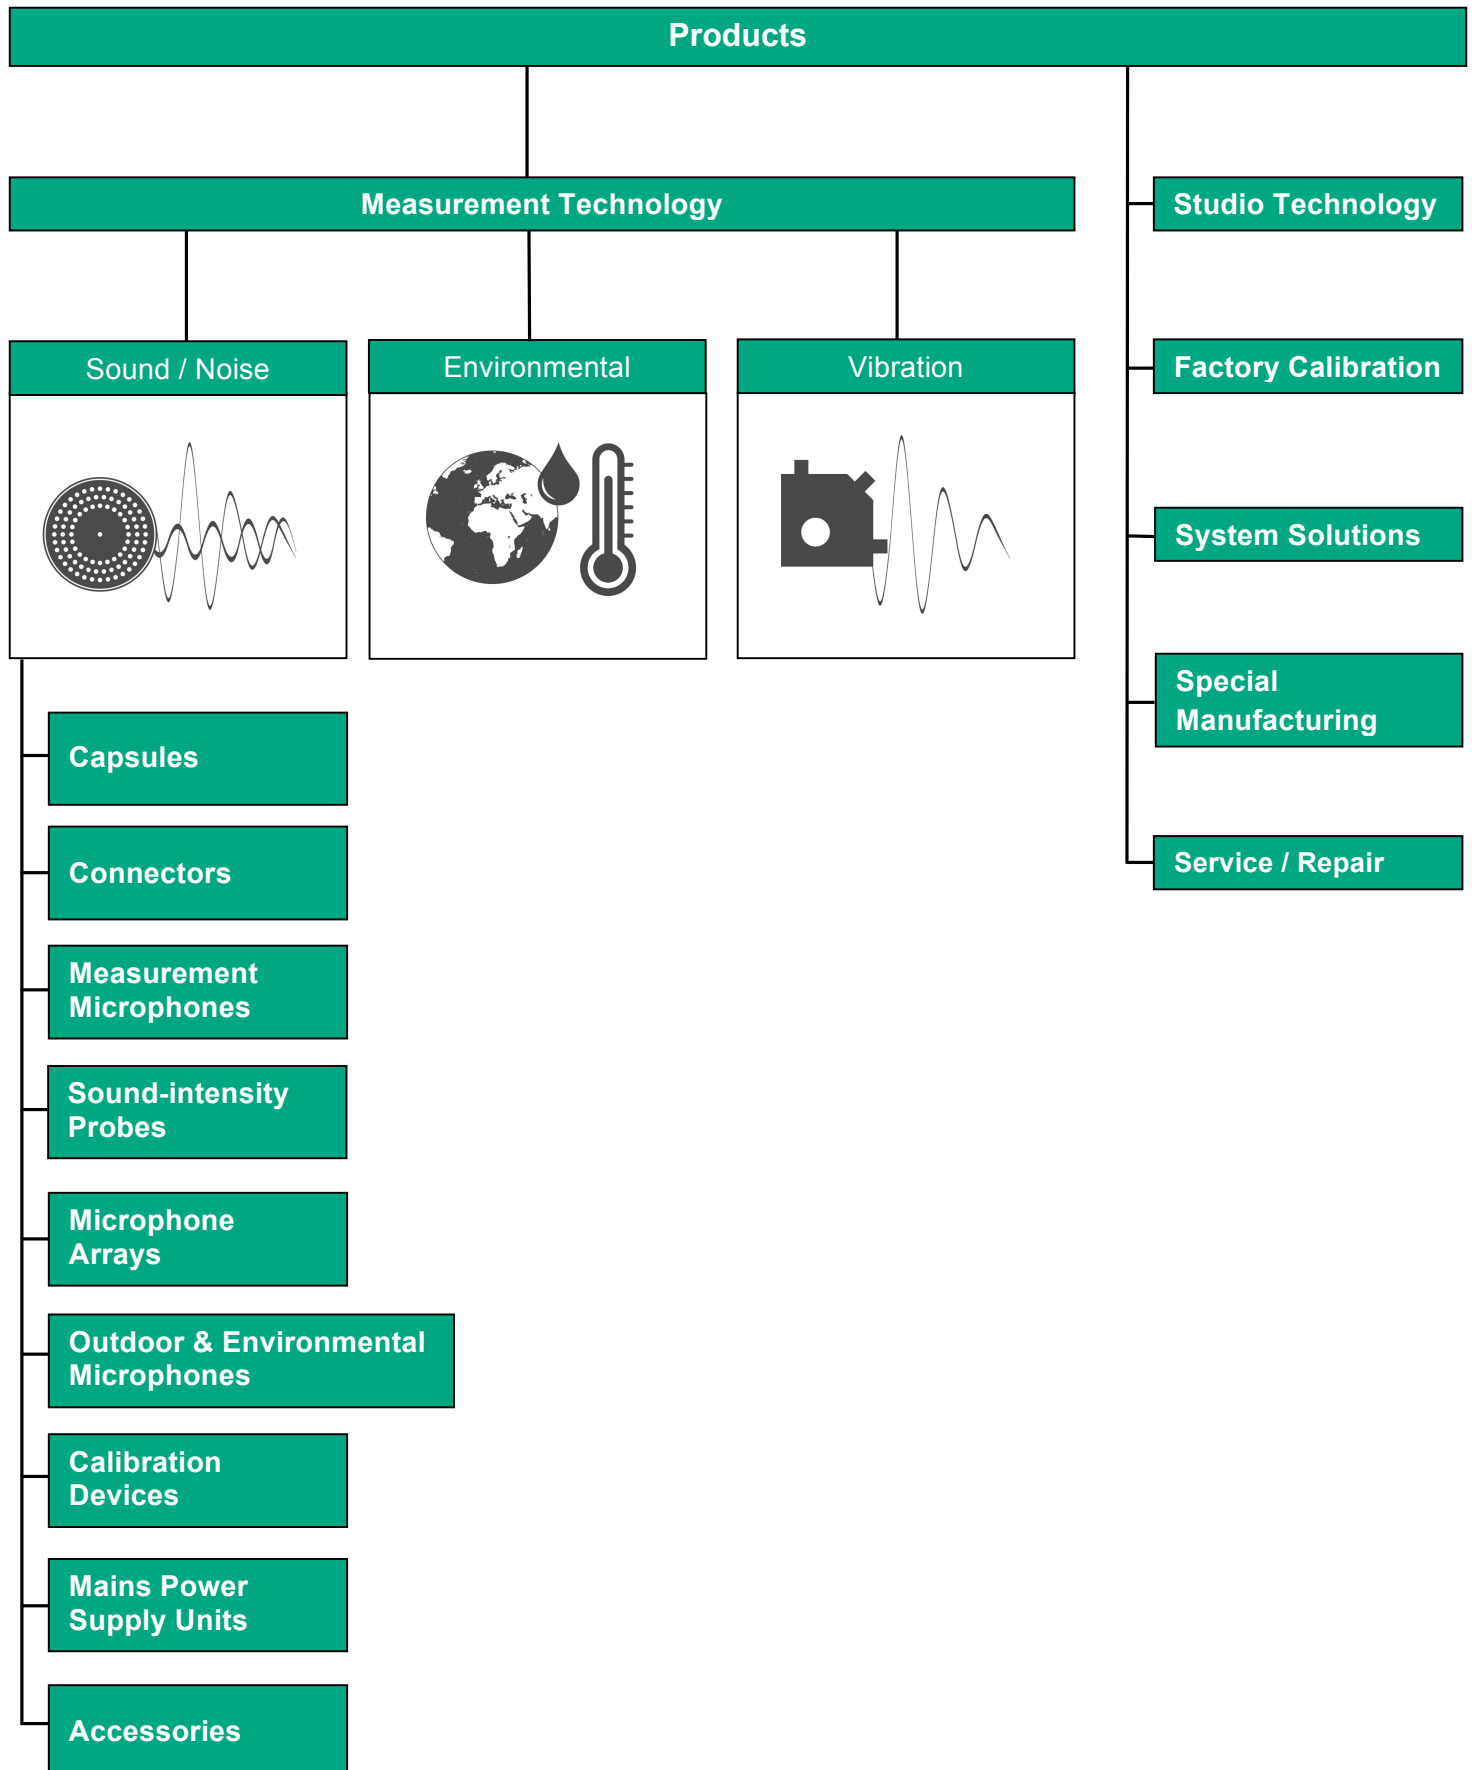 Products
Measurement Technology
Studio Technology
Sound / Noise
Environmental
Vibration
Factory Calibration
System Solutions
Special
Manufacturing
Service / Repair
Capsules
Connectors
Measurement
Microphones
Sound-intensity
Probes
Microphone
Arrays
Outdoor & Environmental
Microphones
Calibration
Devices
Mains Power
Supply Units
Accessories